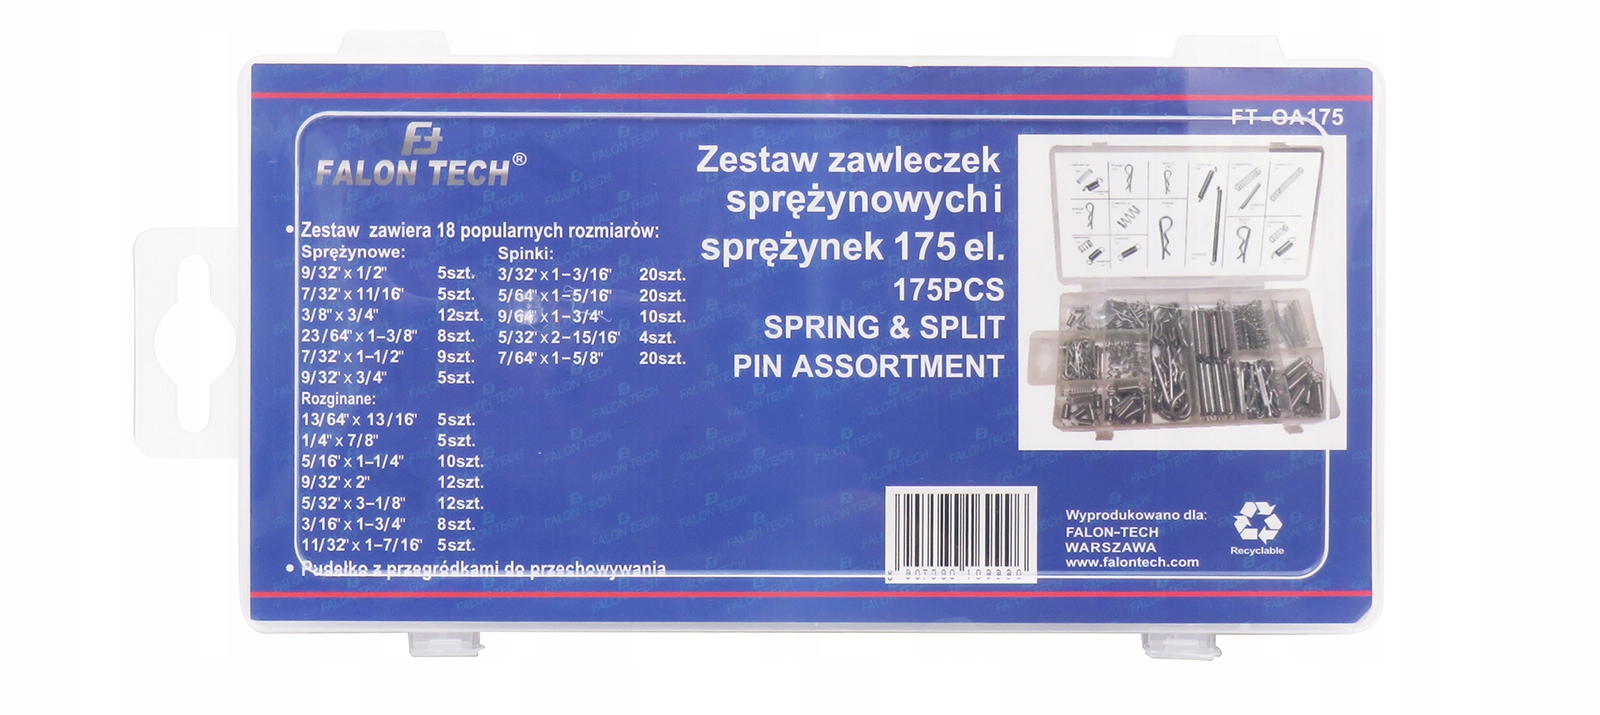 FT-OA175
FALON TECH®
Zestaw zawleczek
sprężynowych i
sprężynek 175 el.
175PCS
SPRING & SPLIT
PIN ASSORTMENT
• Zestaw zawiera 18 popularnych rozmiarów:
Sprężynowe: Spinki:
9/32" x 1/2" 5szt. 3/32" x 1-3/16" 20szt.
7/32" x 11/16" 5szt. 5/64" x 1-5/16" 20szt.
3/8" x 3/4" 12szt. 9/64" x 1-3/4" 10szt.
23/64" x 1-3/8" 8szt. 5/32" x 2-15/16" 4szt.
7/32" x 1-1/2" 9szt. 7/64" x 1-5/8" 20szt.
9/32" x 3/4" 5szt.
Rozginane:
13/64" x 13/16" 5szt.
1/4" x 7/8" 5szt.
5/16" x 1-1/4" 10szt.
9/32" x 2" 12szt.
5/32" x 3-1/8" 12szt.
3/16" x 1-3/4" 8szt.
11/32" x 1-7/16" 5szt.
• Pudełko z przegródkami do przechowywania
Wyprodukowano dla:
FALON-TECH
WARSZAWA
www.falontech.com
Recyclable